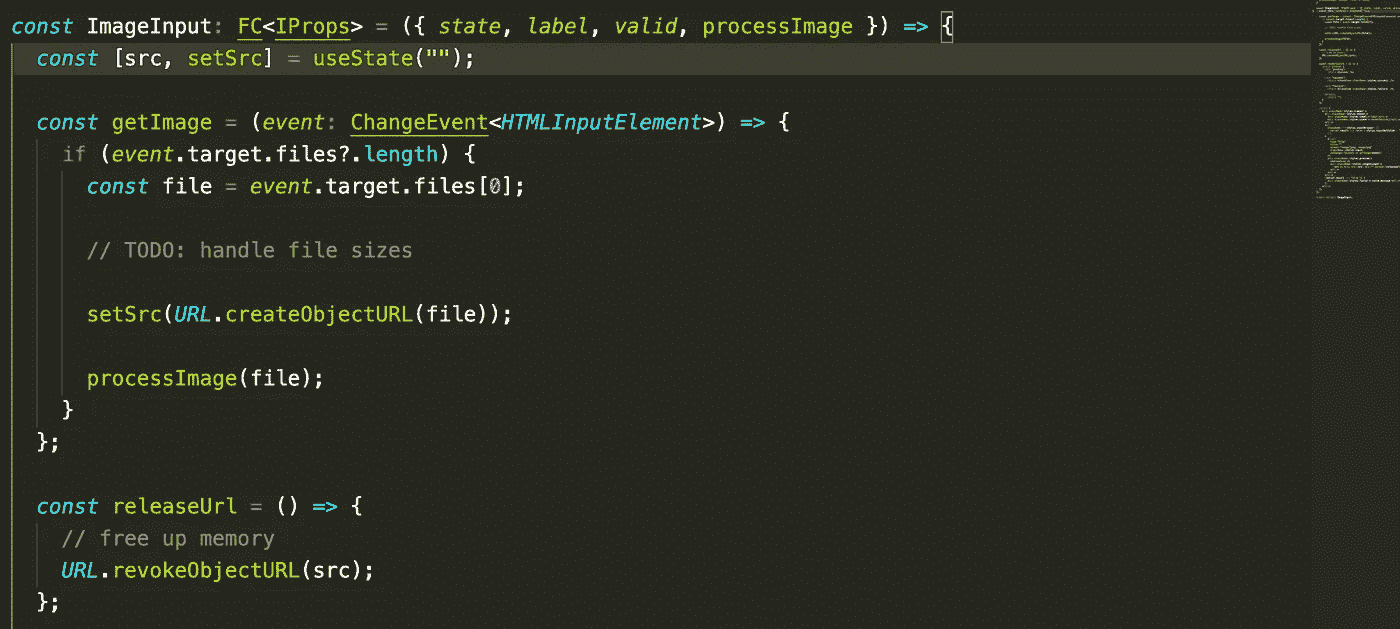 const ImageInput: FC<IProps> = ({ state, label, valid, processImage }) => {
const [src, setSrc] = useState("");
const getImage = (event: ChangeEvent<HTMLInputElement>) => {
if (event.target.files?.length) {
const file = event.target.files[0];
// TODO: handle file sizes
setSrc(URL.createObjectURL(file));
processImage(file);
}
};
const releaseUrl = () => {
// free up memory
URL.revokeObjectURL(src);
};